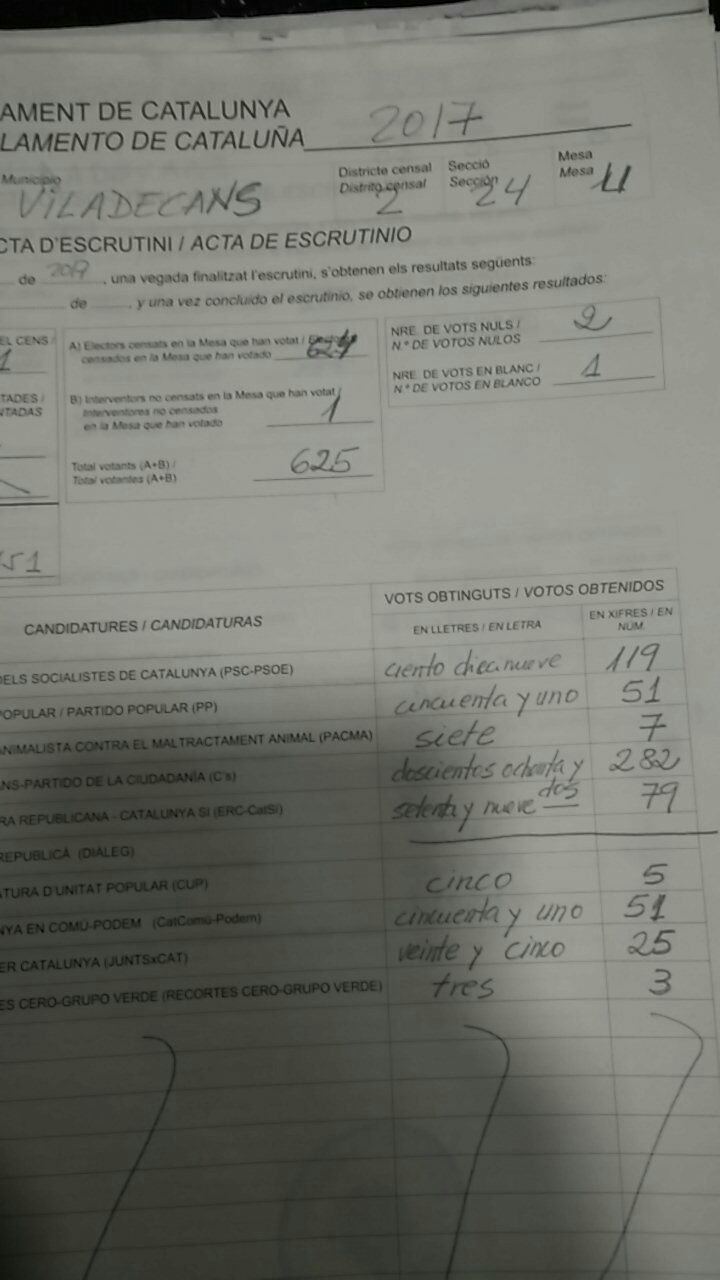 AMENT DE CATALUNYA
LAMENTO DE CATALUÑA 2017
Municipio
VILADECANS
Districte censal
Distrito censal
2
Secció
Sección
24
Mesa
Mesa
U
CTA D'ESCRUTINI / ACTA DE ESCRUTINIO
de 2017, una vegada finalitzat l'escrutini, s'obtenen els resultats següents:
de , y una vez concluido el escrutinio, se obtienen los siguientes resultados:
EL CENS /
1
TADES /
NTADAS
51
A) Electors censats en la Mesa que han votat /
censados en la Mesa que han votado 624
B) Interventors no censats en la Mesa que han votat /
Interventores no censados
en la Mesa que han votado 1
Total votants (A+B) /
Total votantes (A+B) 625
NRE. DE VOTS NULS /
N.º DE VOTOS NULOS 2
NRE. DE VOTS EN BLANC /
N.º DE VOTOS EN BLANCO 1
CANDIDATURES / CANDIDATURAS
VOTS OBTINGUTS / VOTOS OBTENIDOS
EN LLETRES / EN LETRA
EN XIFRES / EN
NÚM.
DELS SOCIALISTES DE CATALUNYA (PSC-PSOE) ciento diecinueve 119
POPULAR / PARTIDO POPULAR (PP) cincuenta y uno 51
ANIMALISTA CONTRA EL MALTRACTAMENT ANIMAL (PACMA) siete 7
NS-PARTIDO DE LA CIUDADANÍA (C's) doscientos ochenta y dos 282
RA REPUBLICANA - CATALUNYA SÍ (ERC-CatSí) setenta y nueve 79
REPUBLICÀ (DIÀLEG)
TURA D'UNITAT POPULAR (CUP) cinco 5
NYA EN COMÚ-PODEM (CatComú-Podem) cincuenta y uno 51
ER CATALUNYA (JUNTSxCAT) veinte y cinco 25
ES CERO-GRUPO VERDE (RECORTES CERO-GRUPO VERDE) tres 3